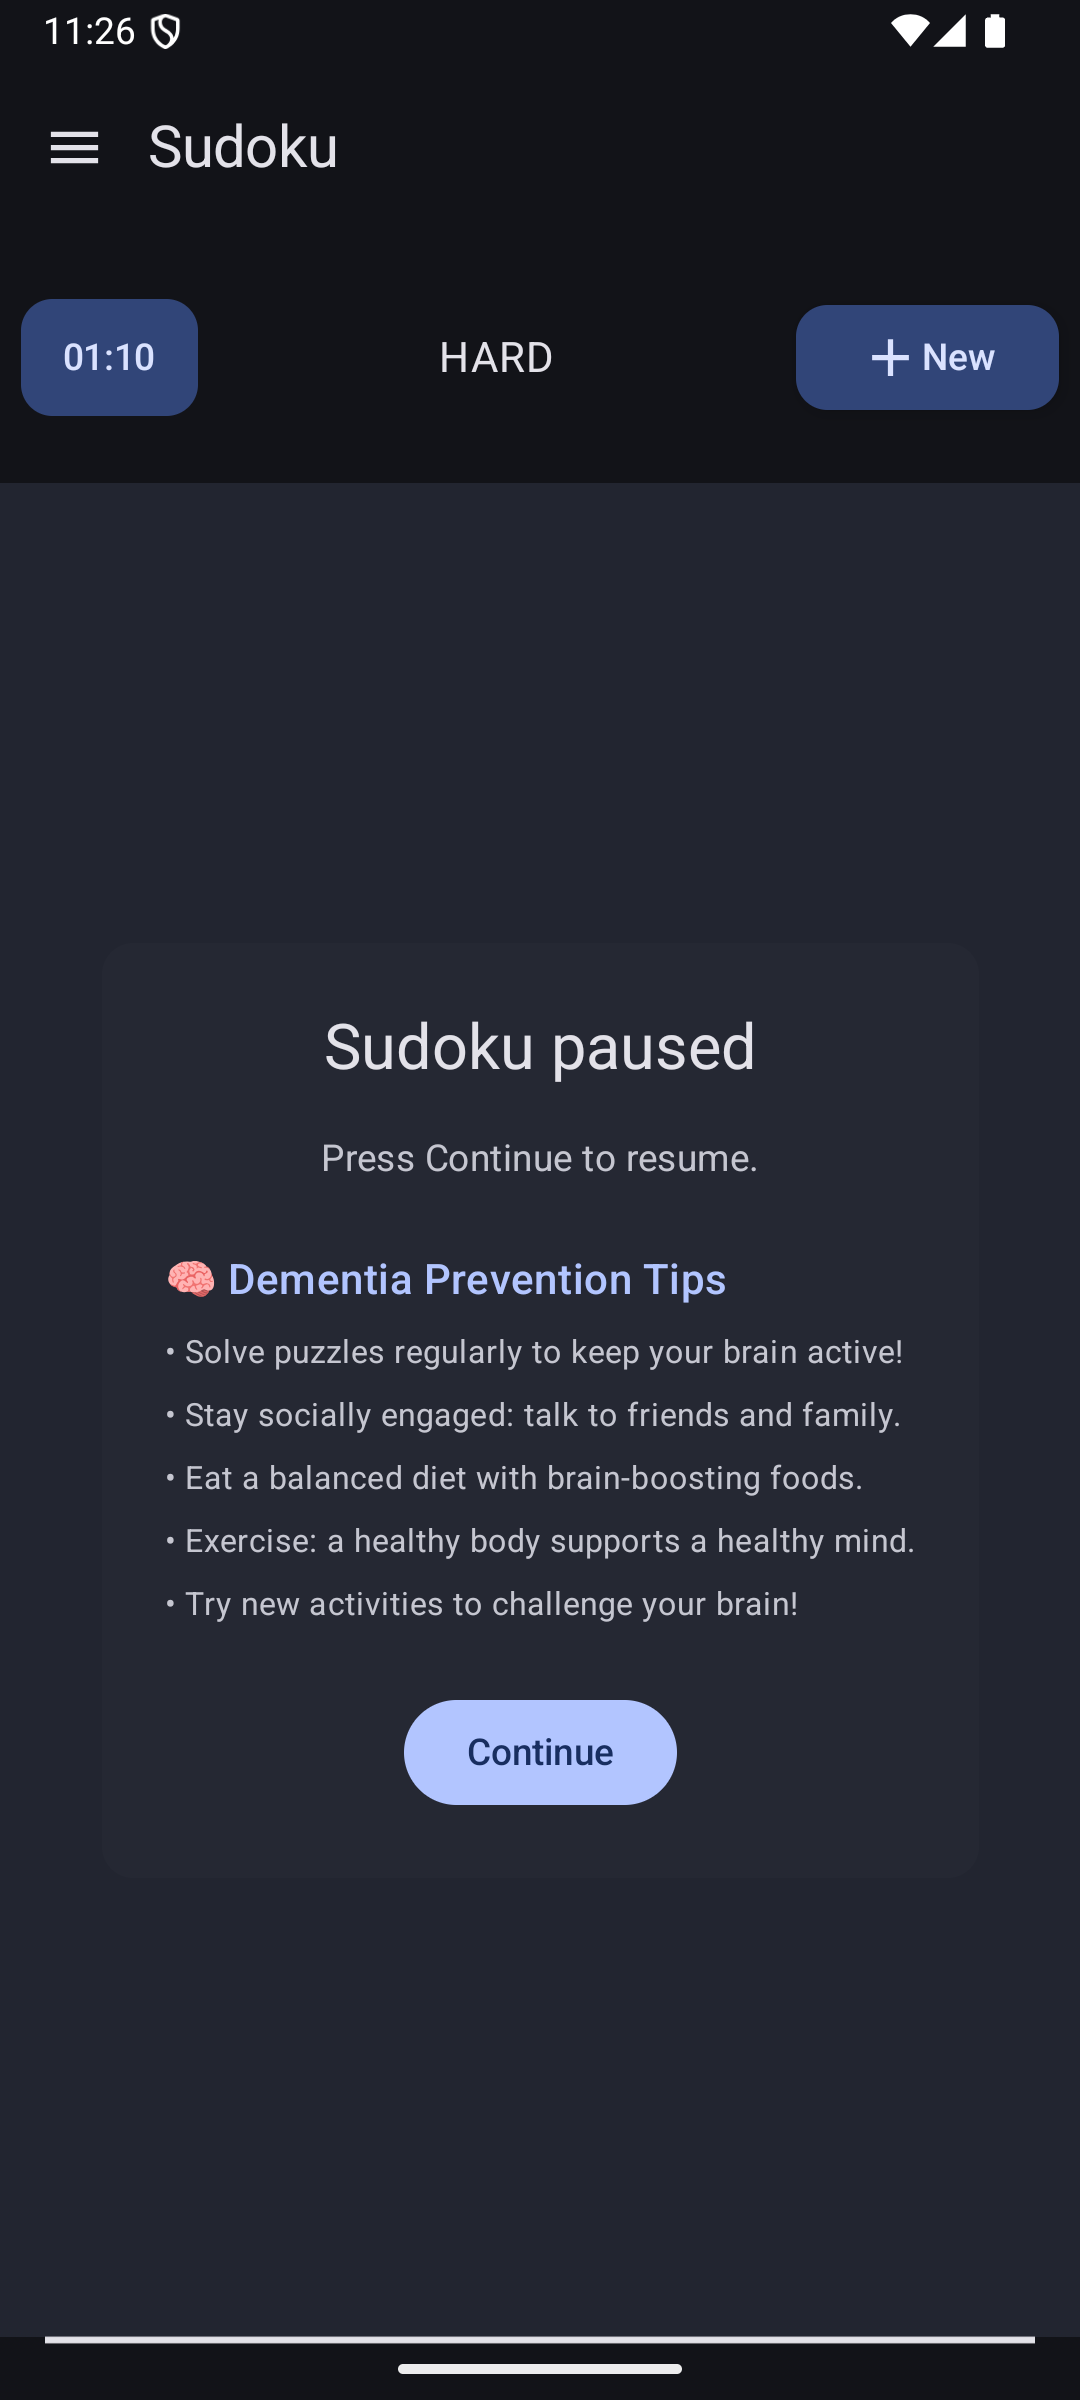 11:26
Sudoku
01:10
HARD
New
Sudoku paused
Press Continue to resume.
🧠 Dementia Prevention Tips
• Solve puzzles regularly to keep your brain active!
• Stay socially engaged: talk to friends and family.
• Eat a balanced diet with brain-boosting foods.
• Exercise: a healthy body supports a healthy mind.
• Try new activities to challenge your brain!
Continue